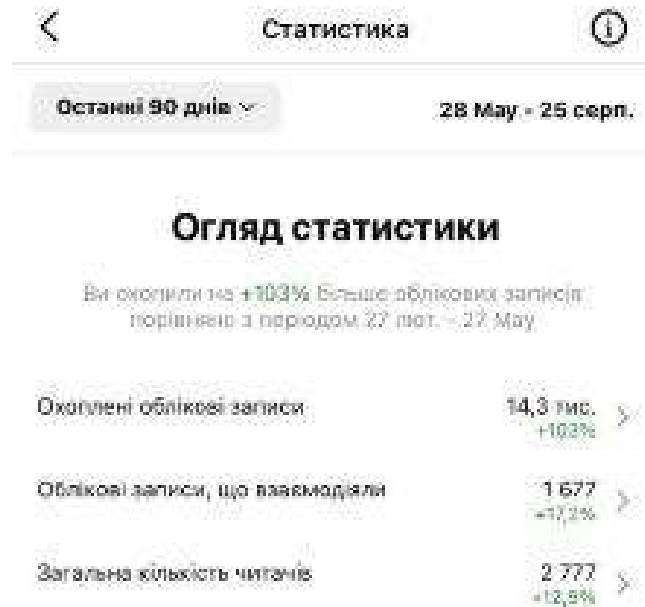 Статистика
Останні 90 днів
28 May - 25 серп.
Огляд статистики
Ви охопили на +103% більше облікових записів
порівняно з періодом 27 лют. - 27 May
Охоплені облікові записи
14,3 тис.
+103%
Облікові записи, що взаємодіяли
1 677
+17,2%
Загальна кількість читачів
2 777
+12,9%